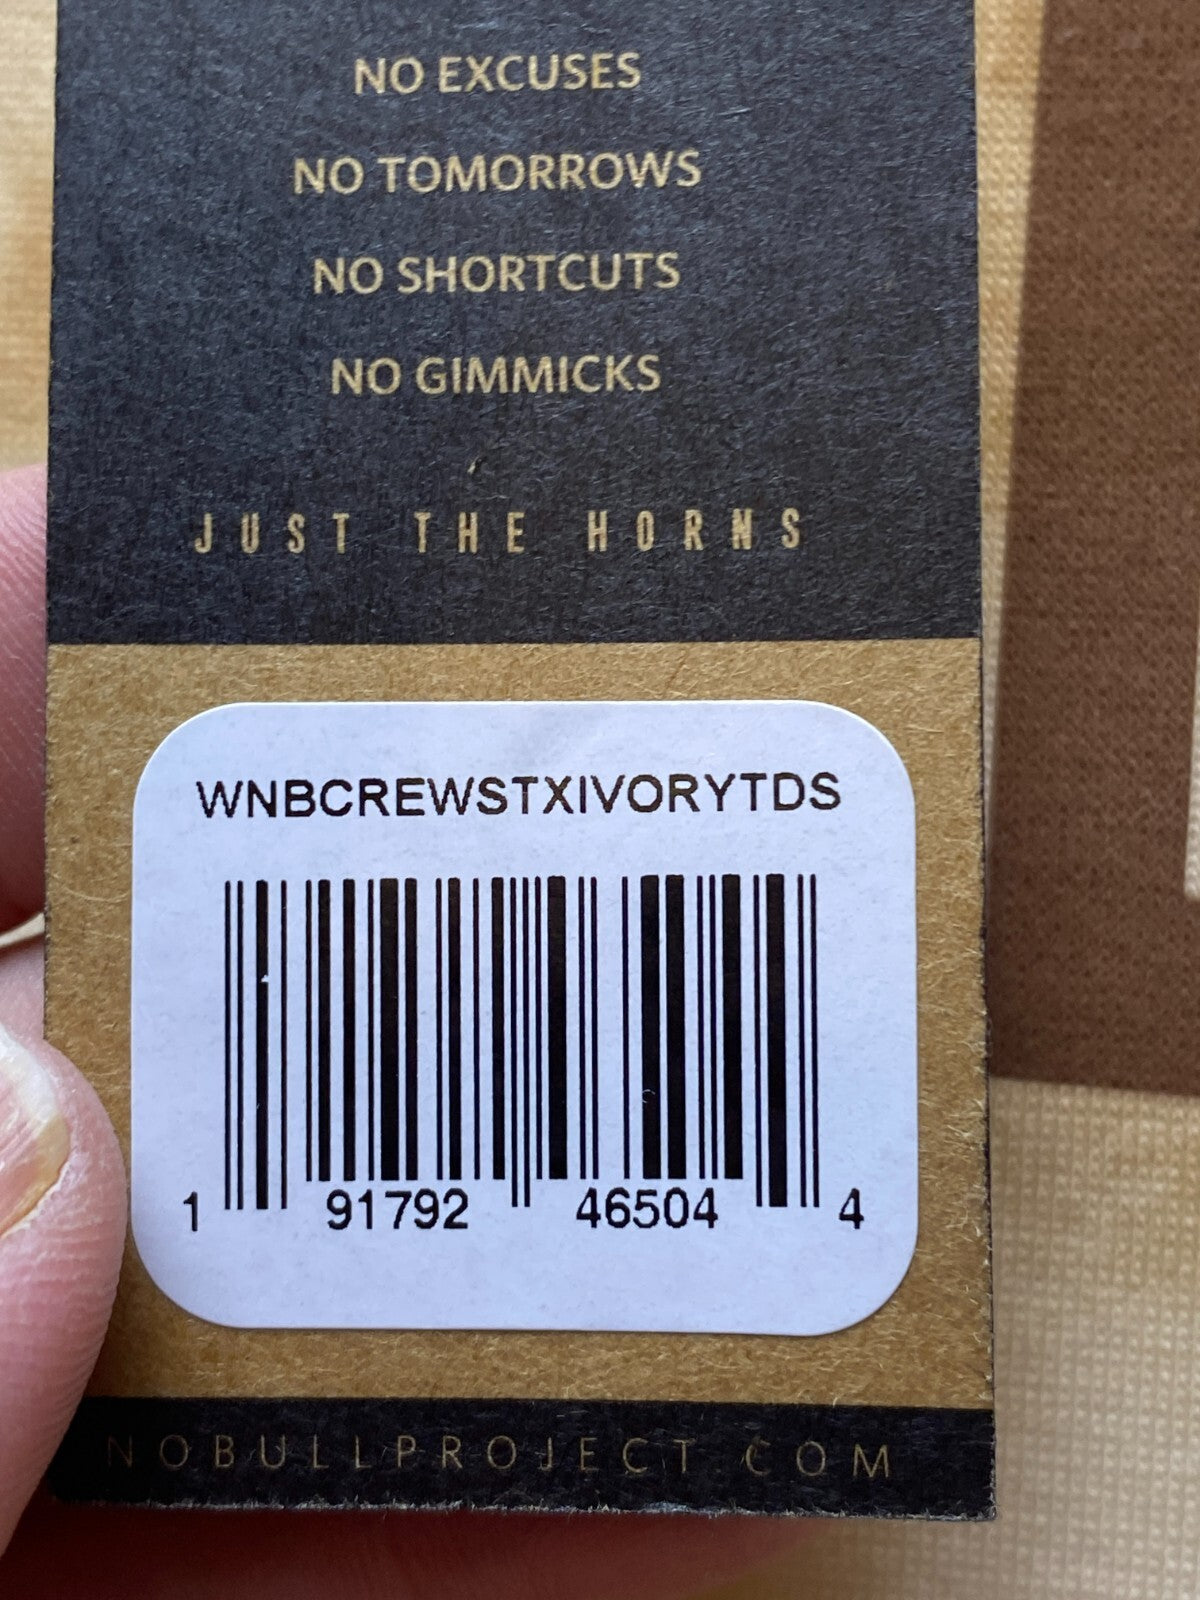 NO EXCUSES
NO TOMORROWS
NO SHORTCUTS
NO GIMMICKS
JUST THE HORNS
WNBCREWSTXIVORYTDS
1 91792 46504 4
NOBULLPROJECT.COM